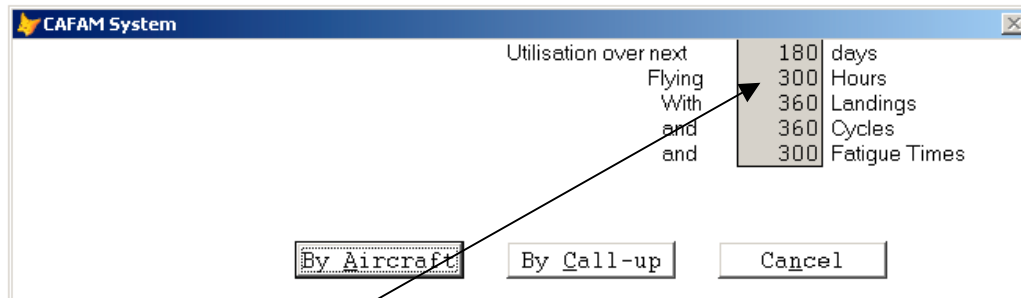 CAFAM System
Utilisation over next 180 days
Flying 300 Hours
With 360 Landings
and 360 Cycles
and 300 Fatigue Times
By Aircraft By Call-up Cancel